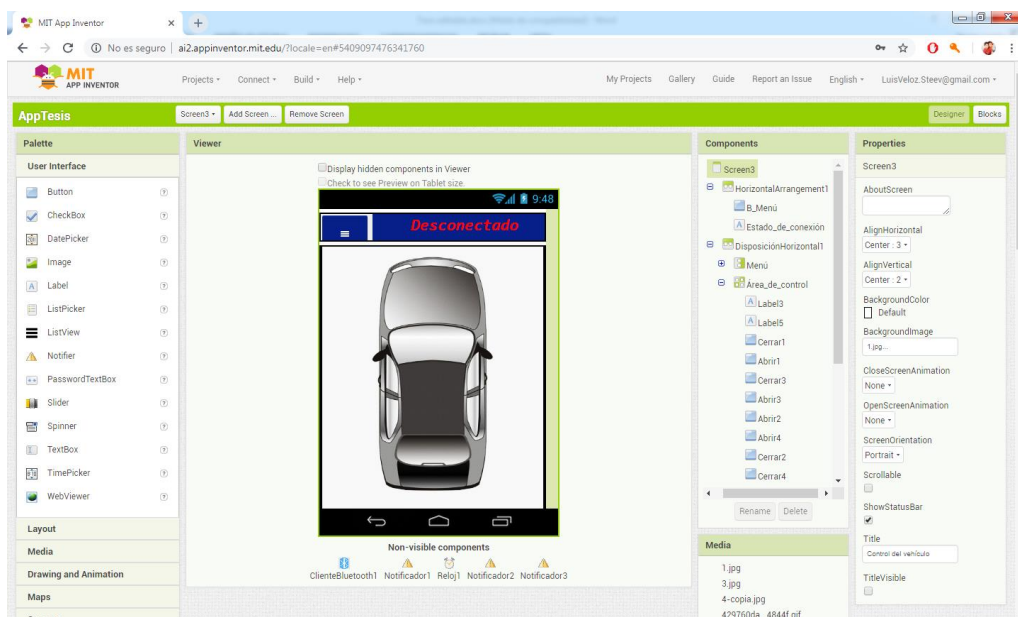 MIT App Inventor
No es seguro | ai2.appinventor.mit.edu/?locale=en#5409097476341760
MIT
APP INVENTOR
Projects Connect Build Help
My Projects Gallery Guide Report an Issue English LuisVeloz.Steev@gmail.com
AppTesis
Screen3 Add Screen ... Remove Screen
Designer Blocks
Palette
User Interface
Button
CheckBox
DatePicker
Image
Label
ListPicker
ListView
Notifier
PasswordTextBox
Slider
Spinner
TextBox
TimePicker
WebViewer
Layout
Media
Drawing and Animation
Maps
Viewer
Display hidden components in Viewer
Check to see Preview on Tablet size.
9:48
Desconectado
Non-visible components
ClienteBluetooth1 Notificador1 Reloj1 Notificador2 Notificador3
Components
Screen3
HorizontalArrangement1
B_Menú
Estado_de_conexión
DisposiciónHorizontal1
Menú
Área_de_control
Label3
Label5
Cerrar1
Abrir1
Cerrar3
Abrir3
Abrir2
Abrir4
Cerrar2
Cerrar4
Rename Delete
Media
1.jpg
3.jpg
4-copia.jpg
429760da...4844f.gif
Properties
Screen3
AboutScreen
AlignHorizontal
Center : 3
AlignVertical
Center : 2
BackgroundColor
Default
BackgroundImage
1.jpg...
CloseScreenAnimation
None
OpenScreenAnimation
None
ScreenOrientation
Portrait
Scrollable
ShowStatusBar
Title
Control del vehículo
TitleVisible